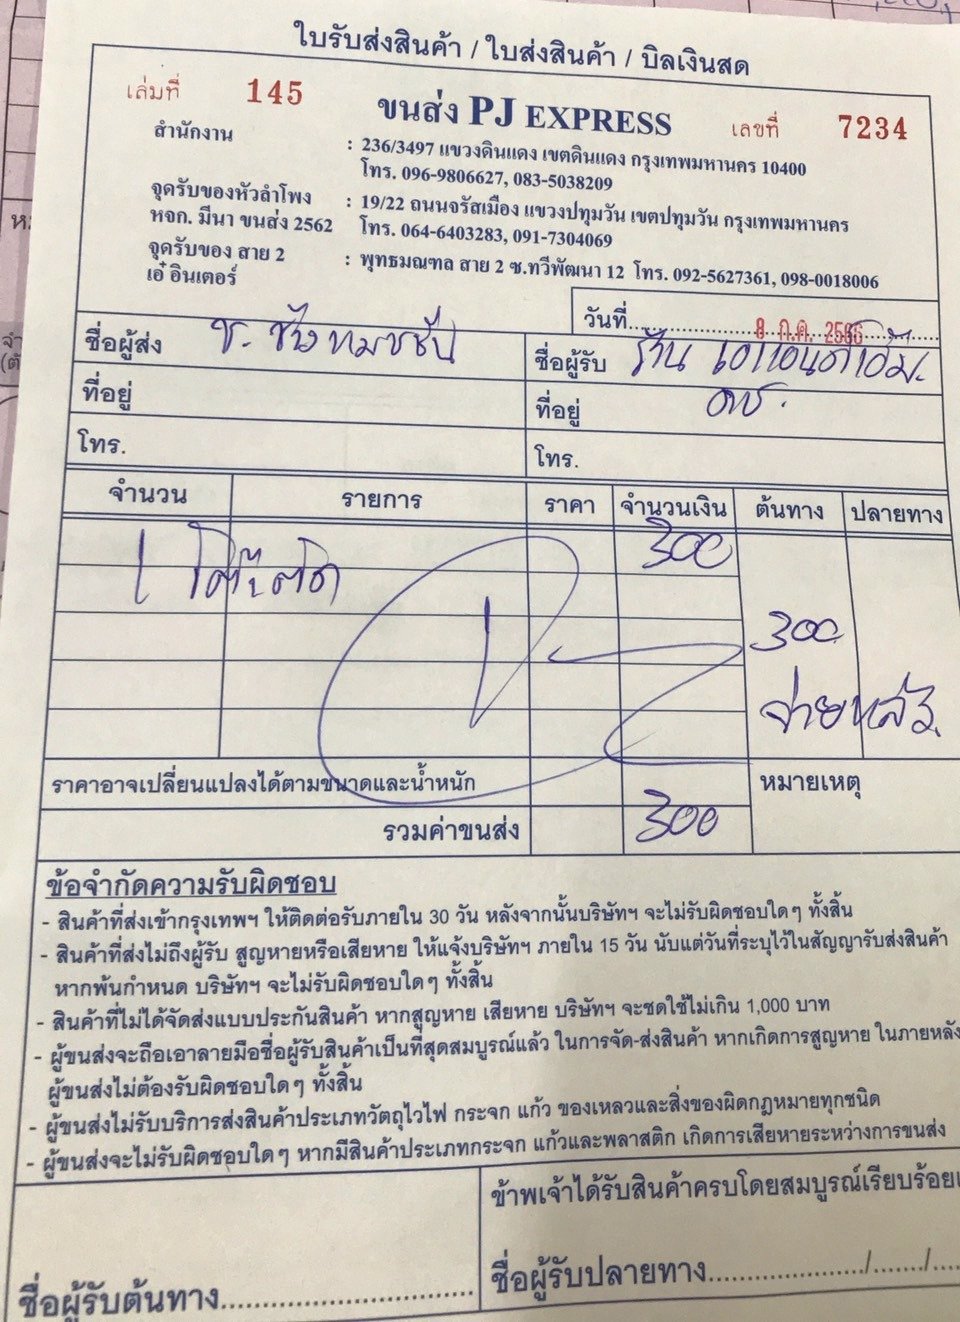 ใบรับส่งสินค้า / ใบส่งสินค้า / บิลเงินสด
เล่มที่ 145
ขนส่ง PJ EXPRESS
เลขที่ 7234
สำนักงาน : 236/3497 แขวงดินแดง เขตดินแดง กรุงเทพมหานคร 10400
โทร. 096-9806627, 083-5038209
จุดรับของหัวลำโพง : 19/22 ถนนจรัสเมือง แขวงปทุมวัน เขตปทุมวัน กรุงเทพมหานคร
หจก. มีนา ขนส่ง 2562 โทร. 064-6403283, 091-7304069
จุดรับของ สาย 2 : พุทธมณฑล สาย 2 ซ.ทวีพัฒนา 12 โทร. 092-5627361, 098-0018006
เอ๋ อินเตอร์
วันที่ 8 ก.ค. 2565
ชื่อผู้ส่ง ช. ช่าง
ชื่อผู้รับ ร้าน
ที่อยู่
ที่อยู่
โทร.
โทร.
จำนวน รายการ ราคา จำนวนเงิน ต้นทาง ปลายทาง
300
1 โต๊ะ
300
จ่ายแล้ว
ราคาอาจเปลี่ยนแปลงได้ตามขนาดและน้ำหนัก
หมายเหตุ
รวมค่าขนส่ง 300
ข้อจำกัดความรับผิดชอบ
- สินค้าที่ส่งเข้ากรุงเทพฯ ให้ติดต่อรับภายใน 30 วัน หลังจากนั้นบริษัทฯ จะไม่รับผิดชอบใดๆ ทั้งสิ้น
- สินค้าที่ส่งไม่ถึงผู้รับ สูญหายหรือเสียหาย ให้แจ้งบริษัทฯ ภายใน 15 วัน นับแต่วันที่ระบุไว้ในสัญญารับส่งสินค้า
หากพ้นกำหนด บริษัทฯ จะไม่รับผิดชอบใดๆ ทั้งสิ้น
- สินค้าที่ไม่ได้จัดส่งแบบประกันสินค้า หากสูญหาย เสียหาย บริษัทฯ จะชดใช้ไม่เกิน 1,000 บาท
- ผู้ขนส่งจะถือเอาลายมือชื่อผู้รับสินค้าเป็นที่สุดสมบูรณ์แล้ว ในการจัด-ส่งสินค้า หากเกิดการสูญหาย ในภายหลัง
ผู้ขนส่งไม่ต้องรับผิดชอบใดๆ ทั้งสิ้น
- ผู้ขนส่งไม่รับบริการส่งสินค้าประเภทวัตถุไวไฟ กระจก แก้ว ของเหลวและสิ่งของผิดกฎหมายทุกชนิด
- ผู้ขนส่งจะไม่รับผิดชอบใดๆ หากมีสินค้าประเภทกระจก แก้วและพลาสติก เกิดการเสียหายระหว่างการขนส่ง
ข้าพเจ้าได้รับสินค้าครบโดยสมบูรณ์เรียบร้อย
ชื่อผู้รับต้นทาง..............................
ชื่อผู้รับปลายทาง..................../......./.......